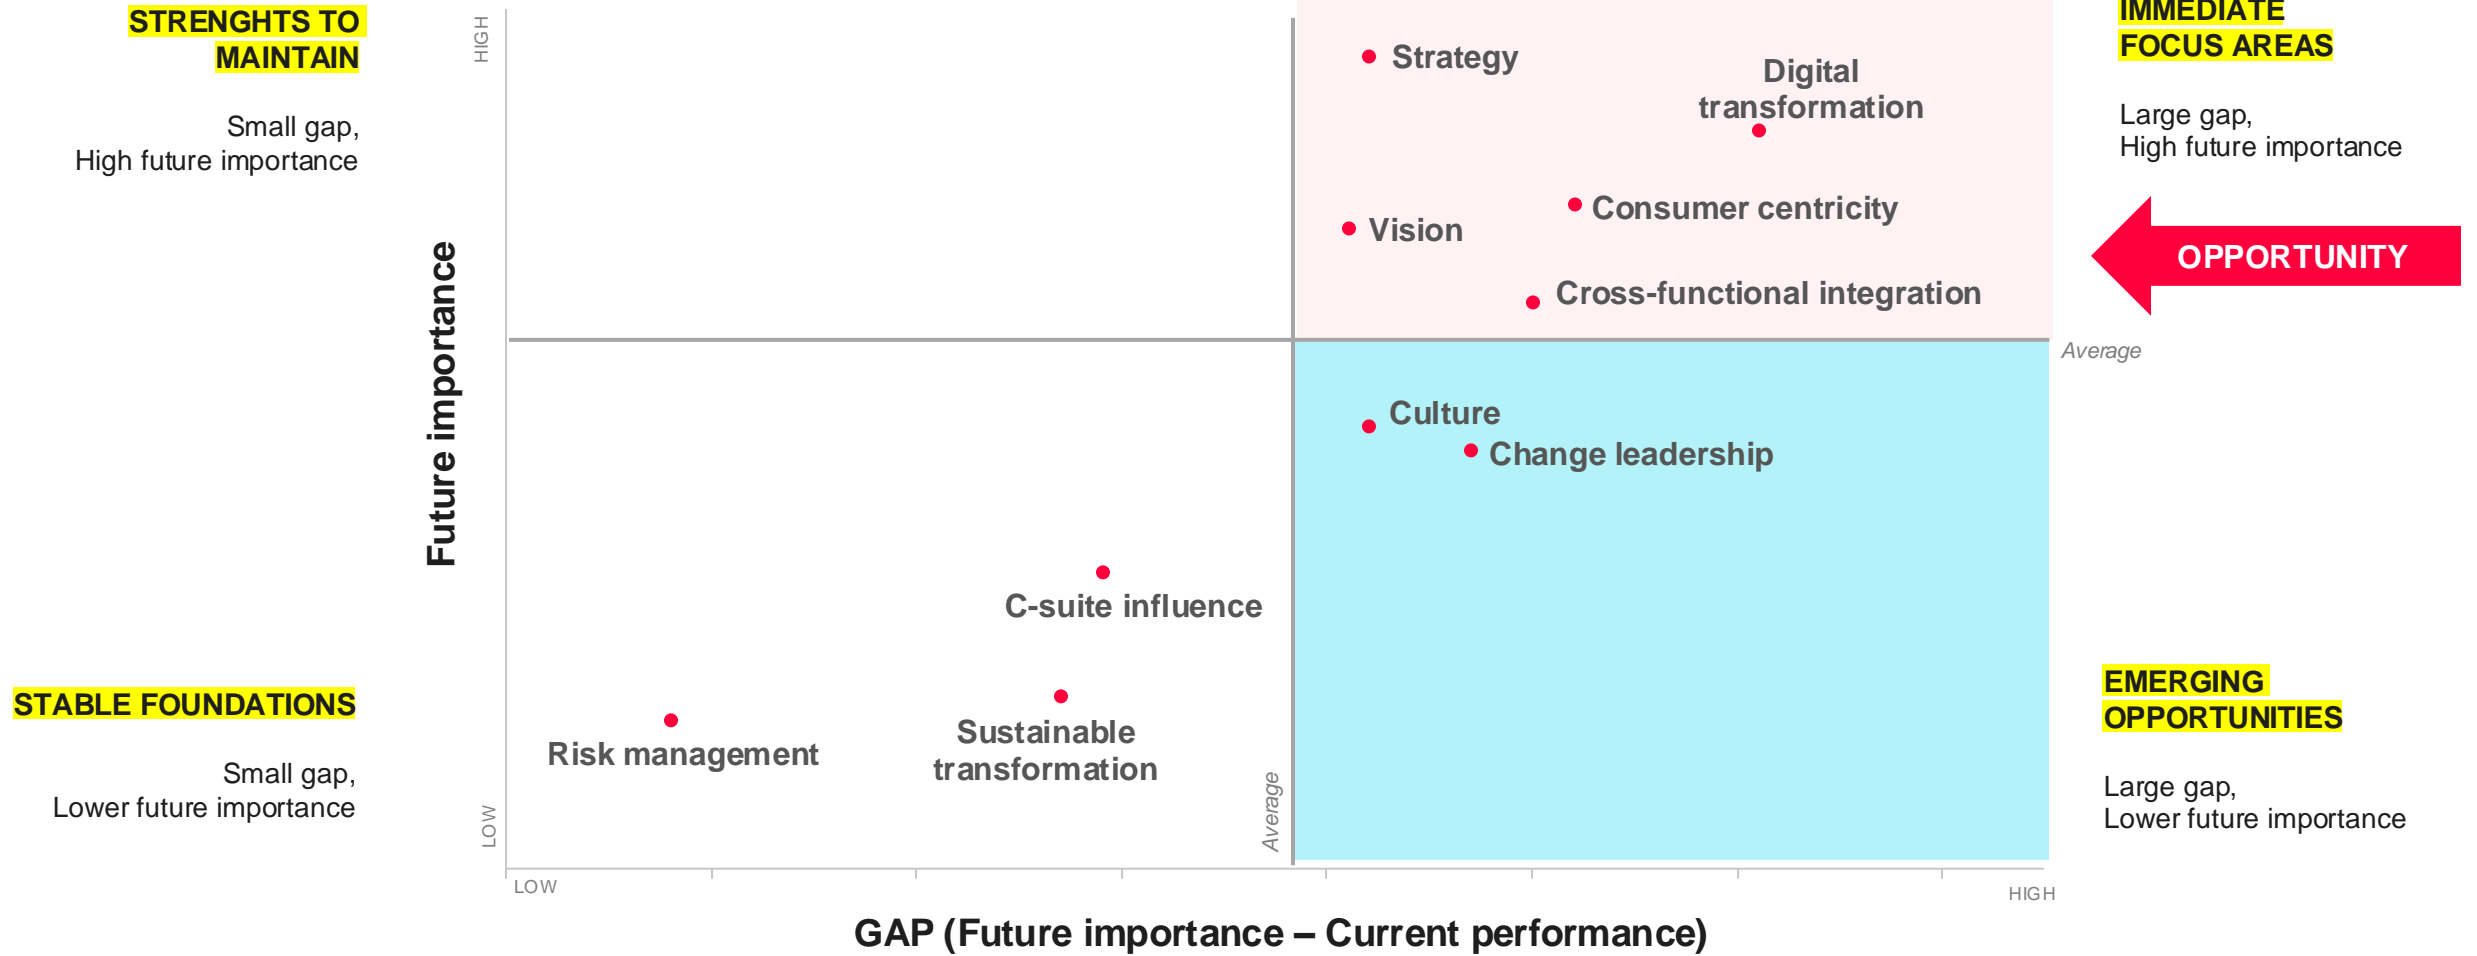 STRENGHTS TO
MAINTAIN
Small gap,
High future importance
STABLE FOUNDATIONS
Small gap,
Lower future importance
Future importance
HIGH
LOW
Strategy
Digital
transformation
Consumer centricity
Vision
Cross-functional integration
Average
Culture
Change leadership
C-suite influence
Sustainable
transformation
Risk management
Average
LOW
HIGH
GAP (Future importance – Current performance)
IMMEDIATE
FOCUS AREAS
Large gap,
High future importance
OPPORTUNITY
EMERGING
OPPORTUNITIES
Large gap,
Lower future importance